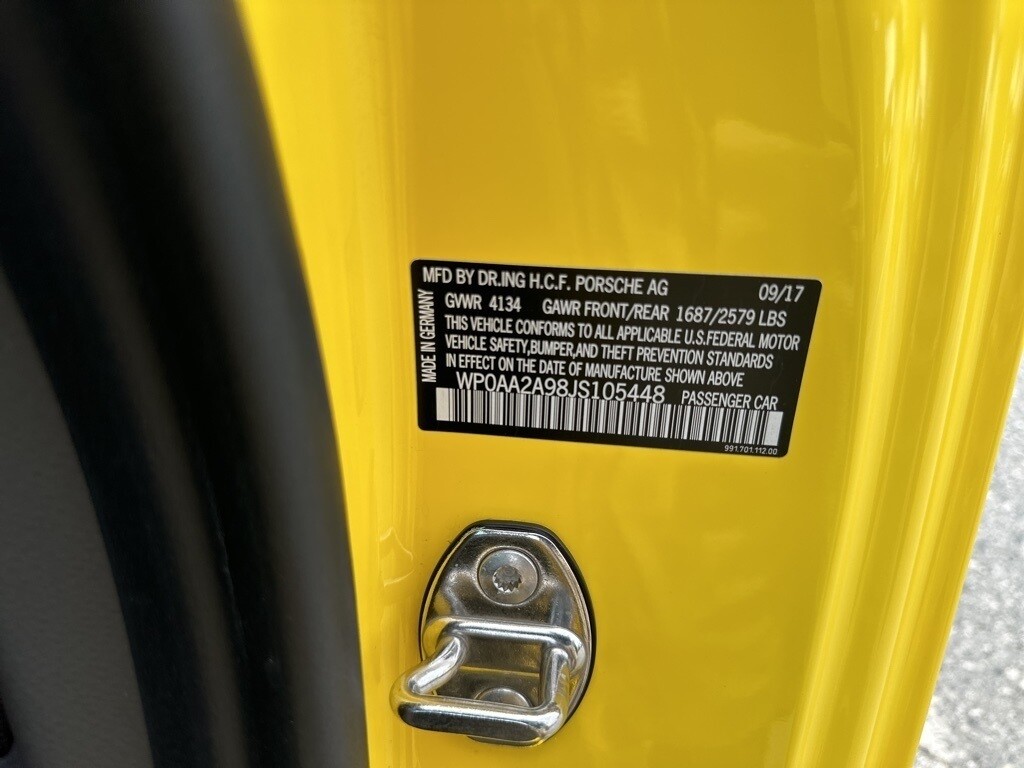 MFD BY DR.ING H.C.F. PORSCHE AG 09/17
GVWR 4134 GAWR FRONT/REAR 1687/2579 LBS
THIS VEHICLE CONFORMS TO ALL APPLICABLE U.S.FEDERAL MOTOR
VEHICLE SAFETY,BUMPER,AND THEFT PREVENTION STANDARDS
IN EFFECT ON THE DATE OF MANUFACTURE SHOWN ABOVE
WP0AA2A98JS105448 PASSENGER CAR
991.701.112.00
MADE IN GERMANY